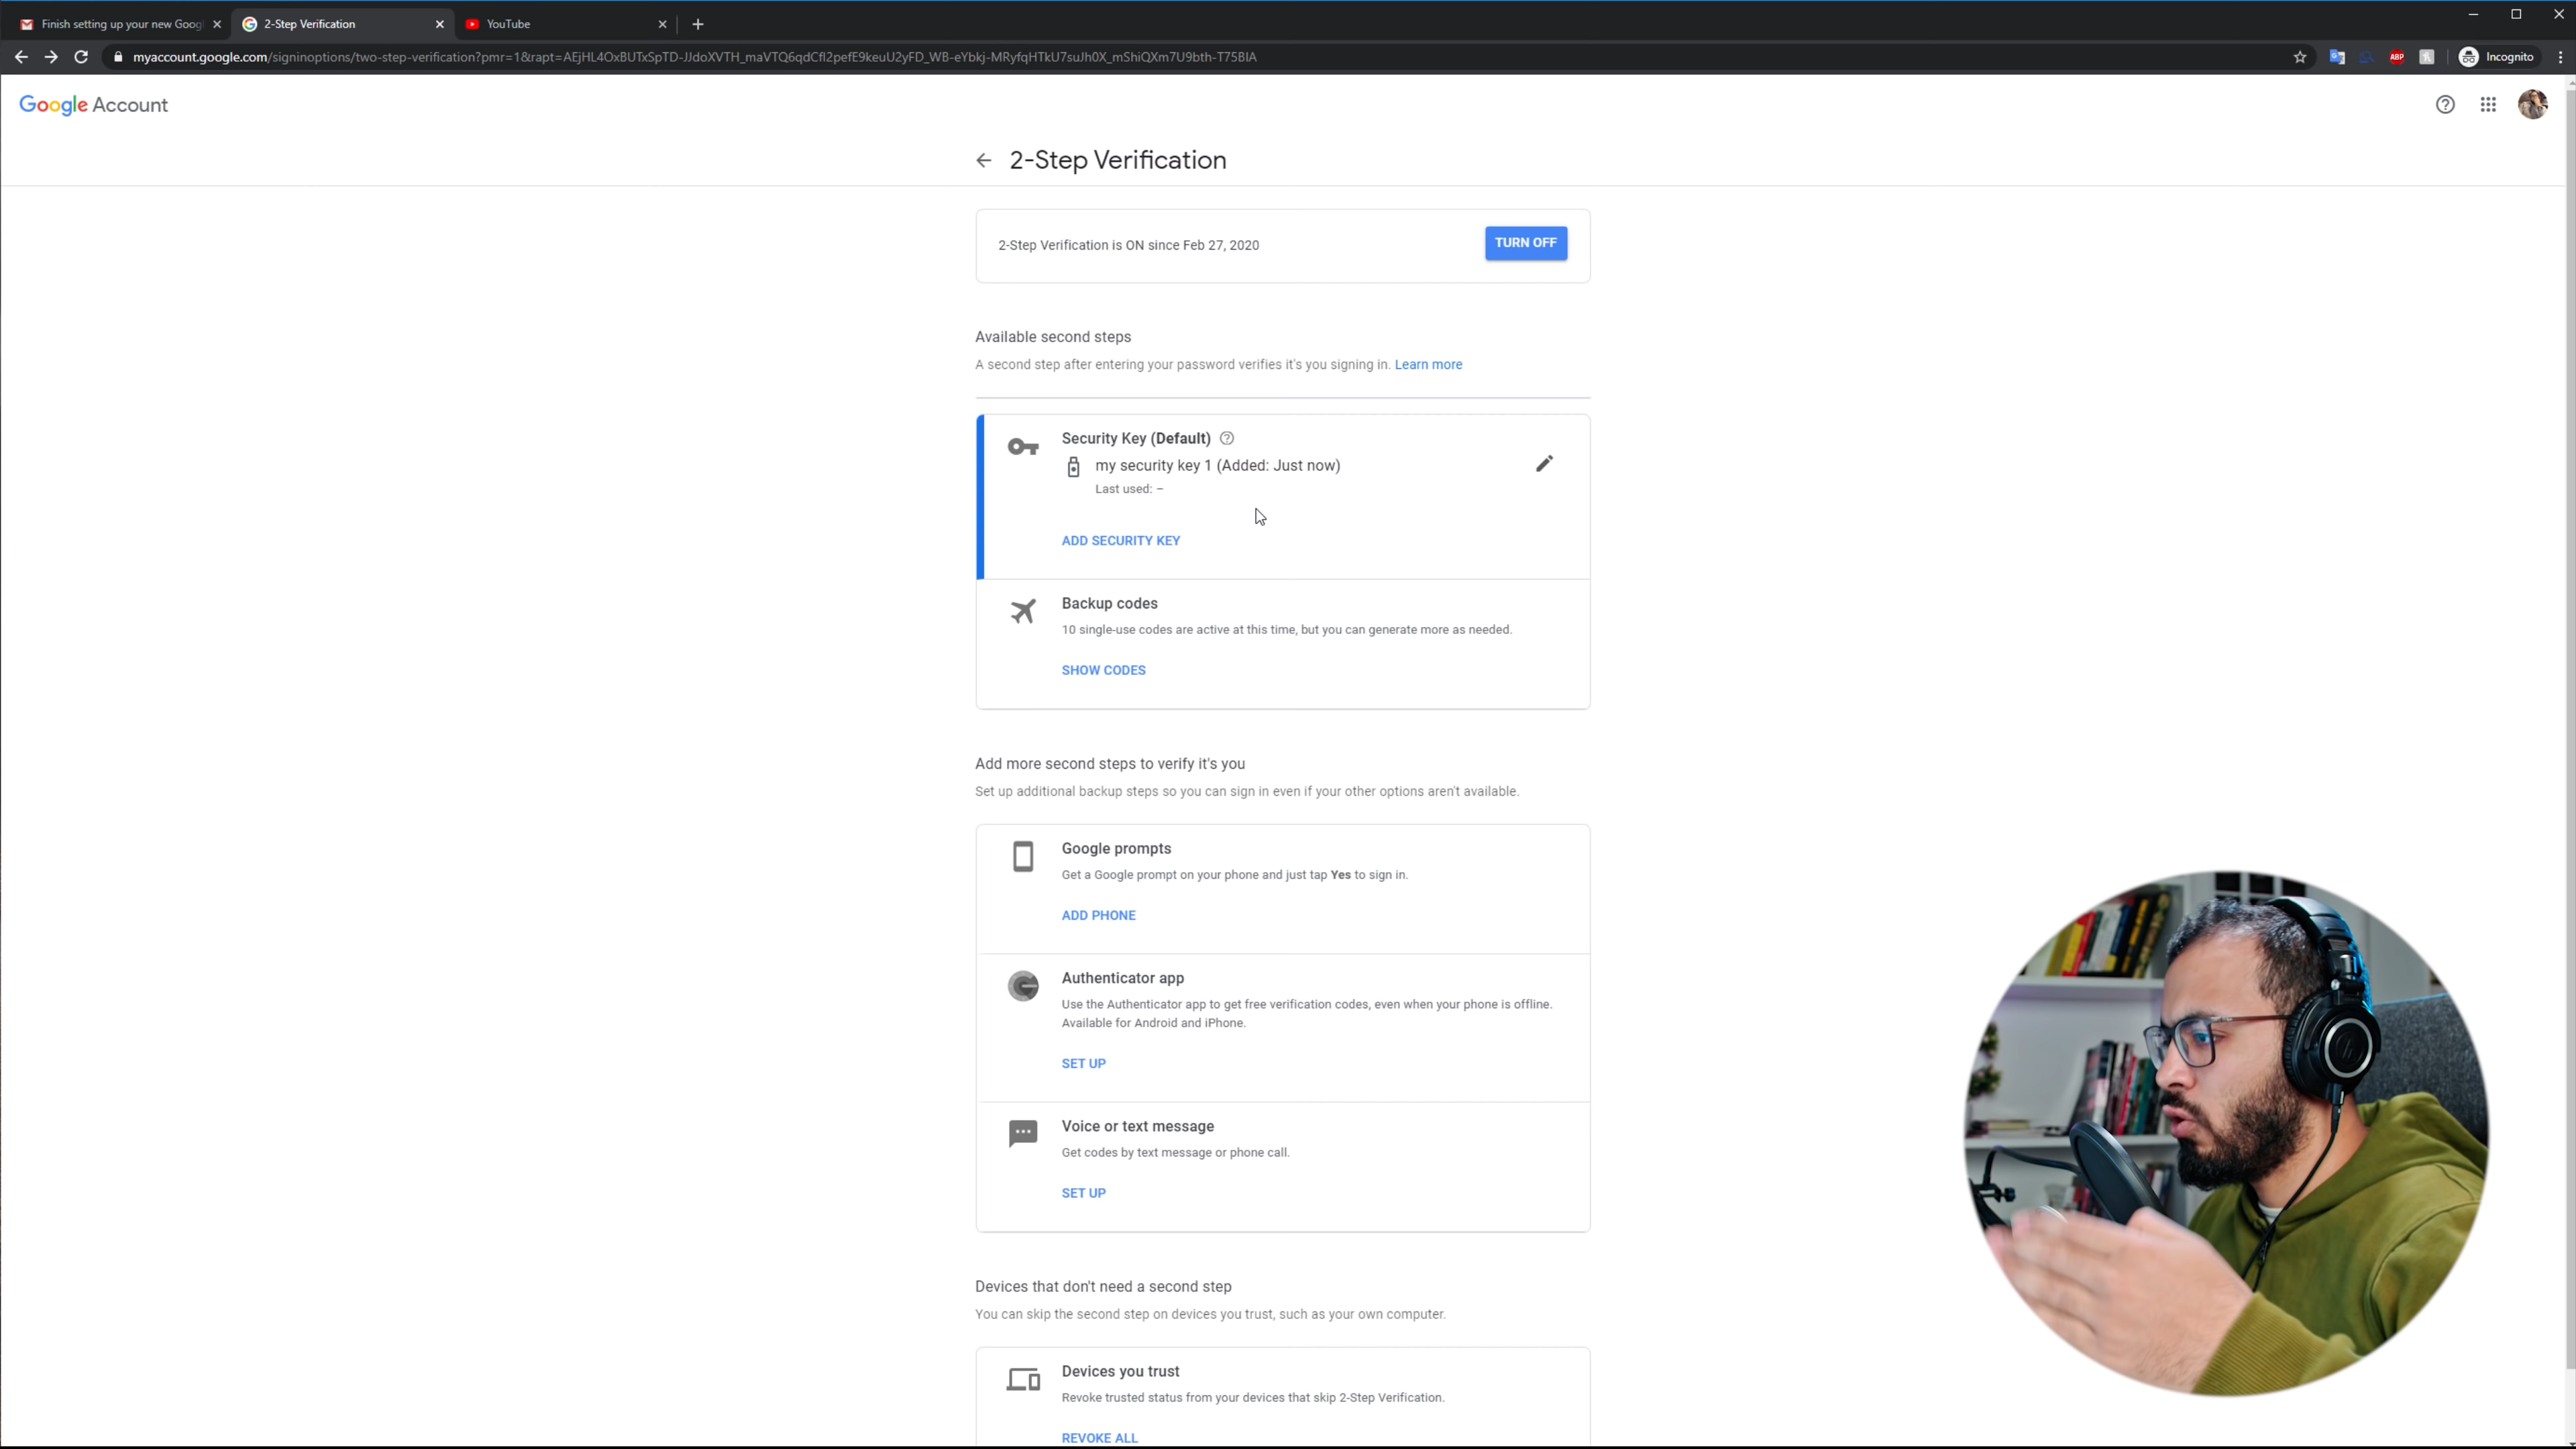 Finish setting up your new Goog
2-Step Verification
YouTube
myaccount.google.com/signinoptions/two-step-verification?pmr=1&rapt=AEjHL4OxBUTxSpTD-JJdoXVTH_maVTQ6qdCfl2pefE9keuU2yFD_WB-eYbkj-MRyfqHTkU7suJh0X_mShiQXm7U9bth-T75BIA
ABP
Incognito
Google Account
2-Step Verification
2-Step Verification is ON since Feb 27, 2020
TURN OFF
Available second steps
A second step after entering your password verifies it's you signing in. Learn more
Security Key (Default)
my security key 1 (Added: Just now)
Last used: –
ADD SECURITY KEY
Backup codes
10 single-use codes are active at this time, but you can generate more as needed.
SHOW CODES
Add more second steps to verify it's you
Set up additional backup steps so you can sign in even if your other options aren't available.
Google prompts
Get a Google prompt on your phone and just tap Yes to sign in.
ADD PHONE
Authenticator app
Use the Authenticator app to get free verification codes, even when your phone is offline.
Available for Android and iPhone.
SET UP
Voice or text message
Get codes by text message or phone call.
SET UP
Devices that don't need a second step
You can skip the second step on devices you trust, such as your own computer.
Devices you trust
Revoke trusted status from your devices that skip 2-Step Verification.
REVOKE ALL